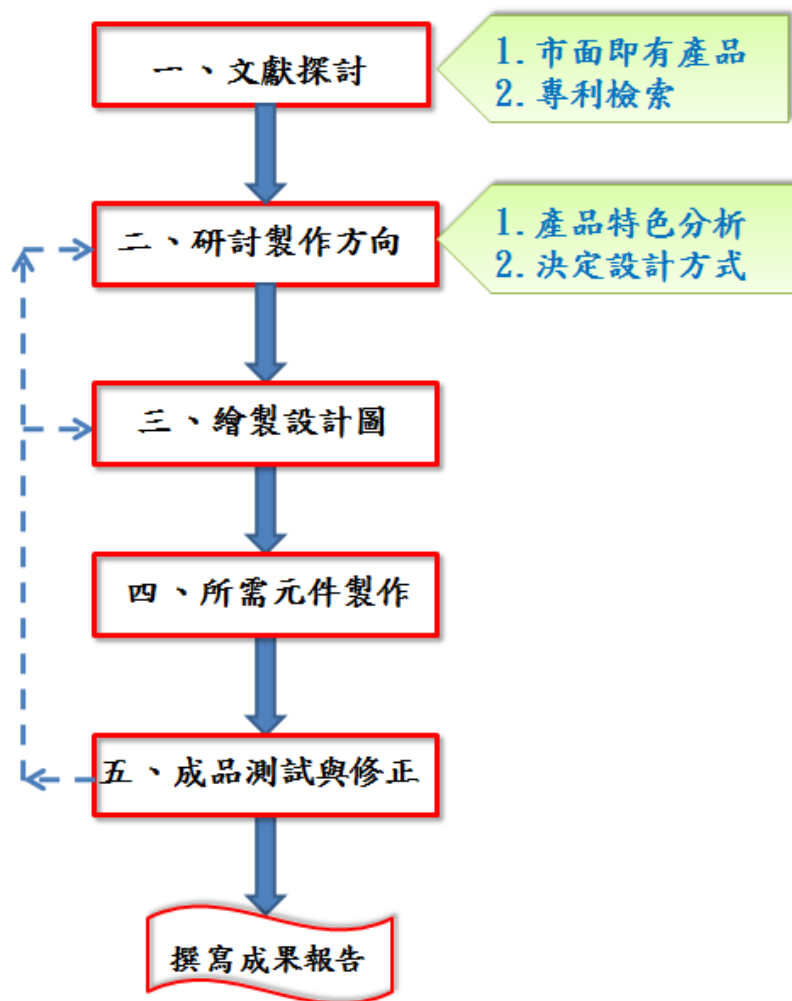 一、文獻探討
1. 市面即有產品
2. 專利檢索
二、研討製作方向
1. 產品特色分析
2. 決定設計方式
三、繪製設計圖
四、所需元件製作
五、成品測試與修正
撰寫成果報告